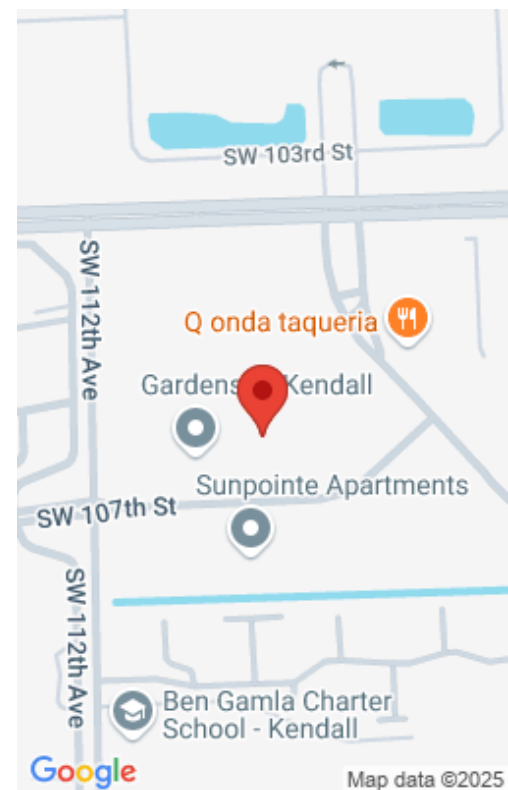 SW 103rd St
SW 112th Ave
Q onda taqueria
Gardens
Kendall
Sunpointe Apartments
SW 107th St
SW 112th Ave
Ben Gamla Charter
School - Kendall
Google
Map data ©2025